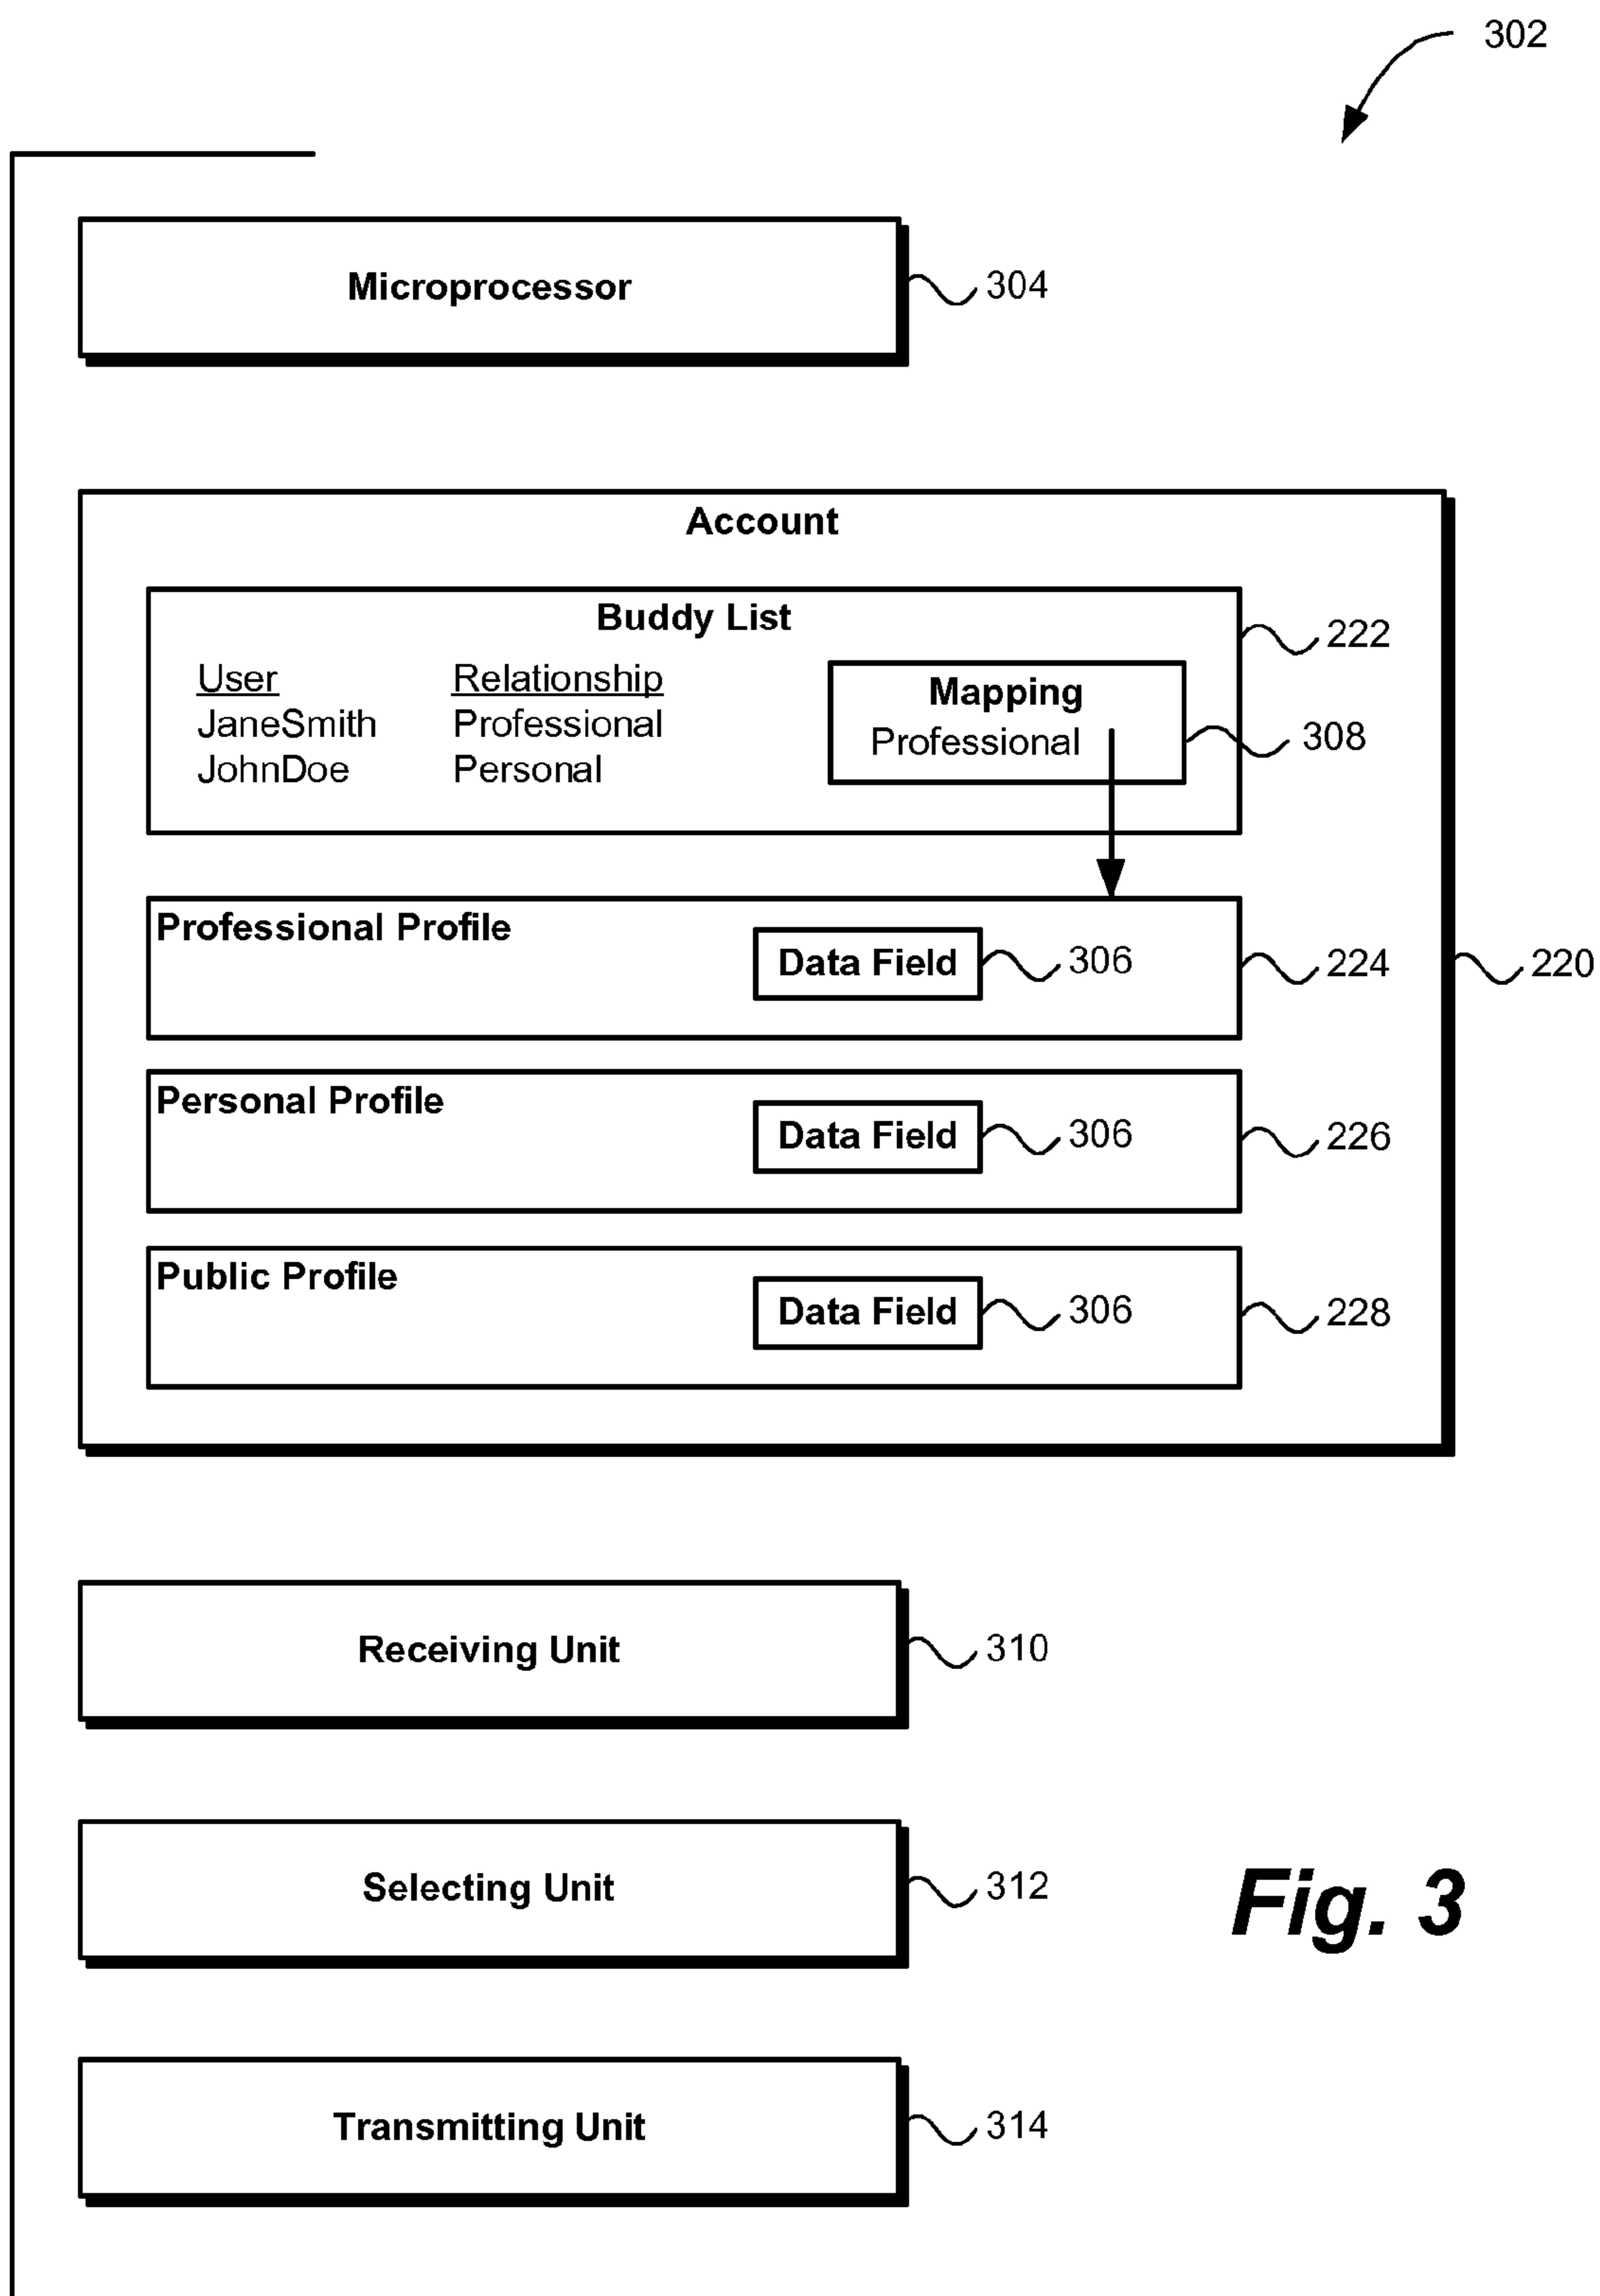 302
Microprocessor 304
Account
Buddy List
222
User Relationship
Mapping
JaneSmith Professional
Professional 308
JohnDoe Personal
Professional Profile
Data Field 306 224 220
Personal Profile
Data Field 306 226
Public Profile
Data Field 306 228
Receiving Unit 310
Selecting Unit 312
Fig. 3
Transmitting Unit 314